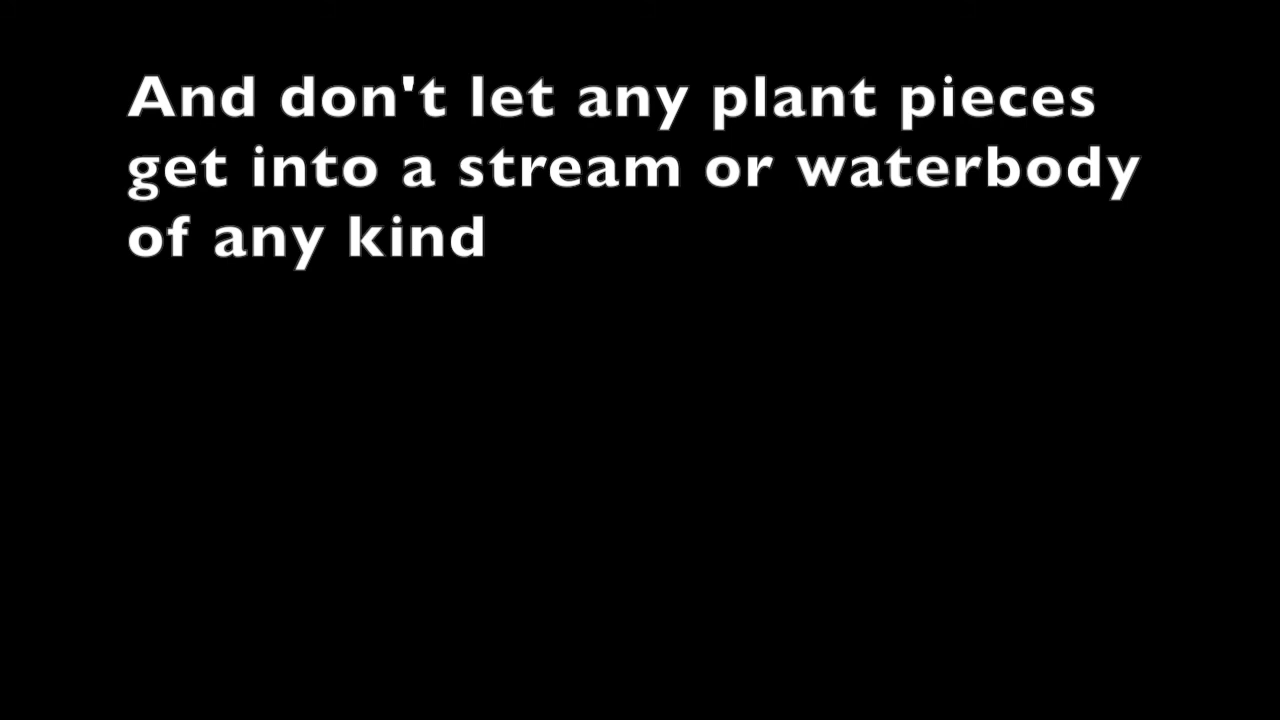 And don't let any plant pieces
get into a stream or waterbody
of any kind